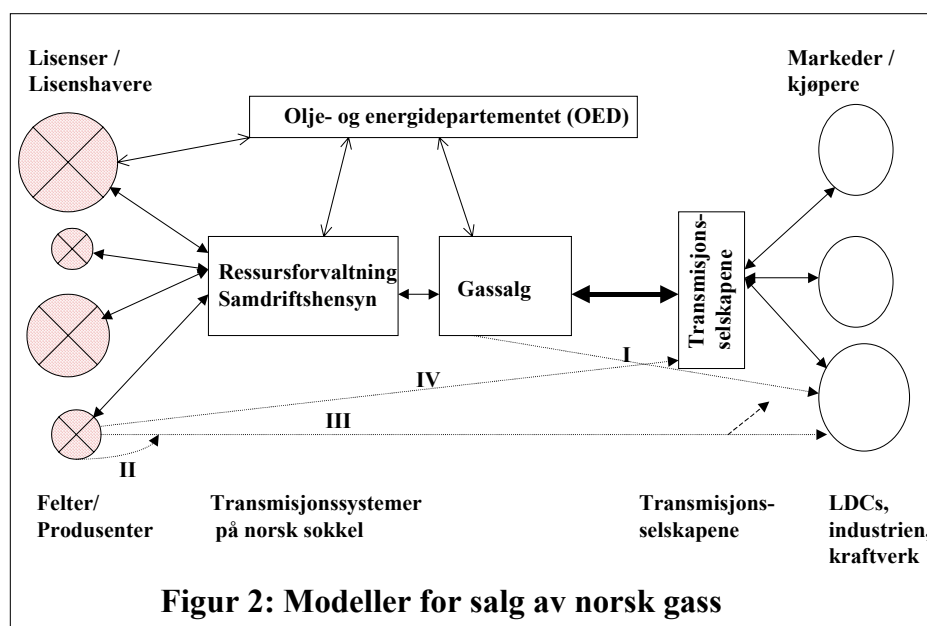 Lisenser /
Lisenshavere
Markeder /
kjøpere
Olje- og energidepartementet (OED)
Ressursforvaltning
Samdriftshensyn
Gassalg
Transmisjons-
selskapene
I
IV
III
II
Felter/
Produsenter
Transmisjonssystemer
på norsk sokkel
Transmisjons-
selskapene
LDCs,
industrien,
kraftverk
Figur 2: Modeller for salg av norsk gass